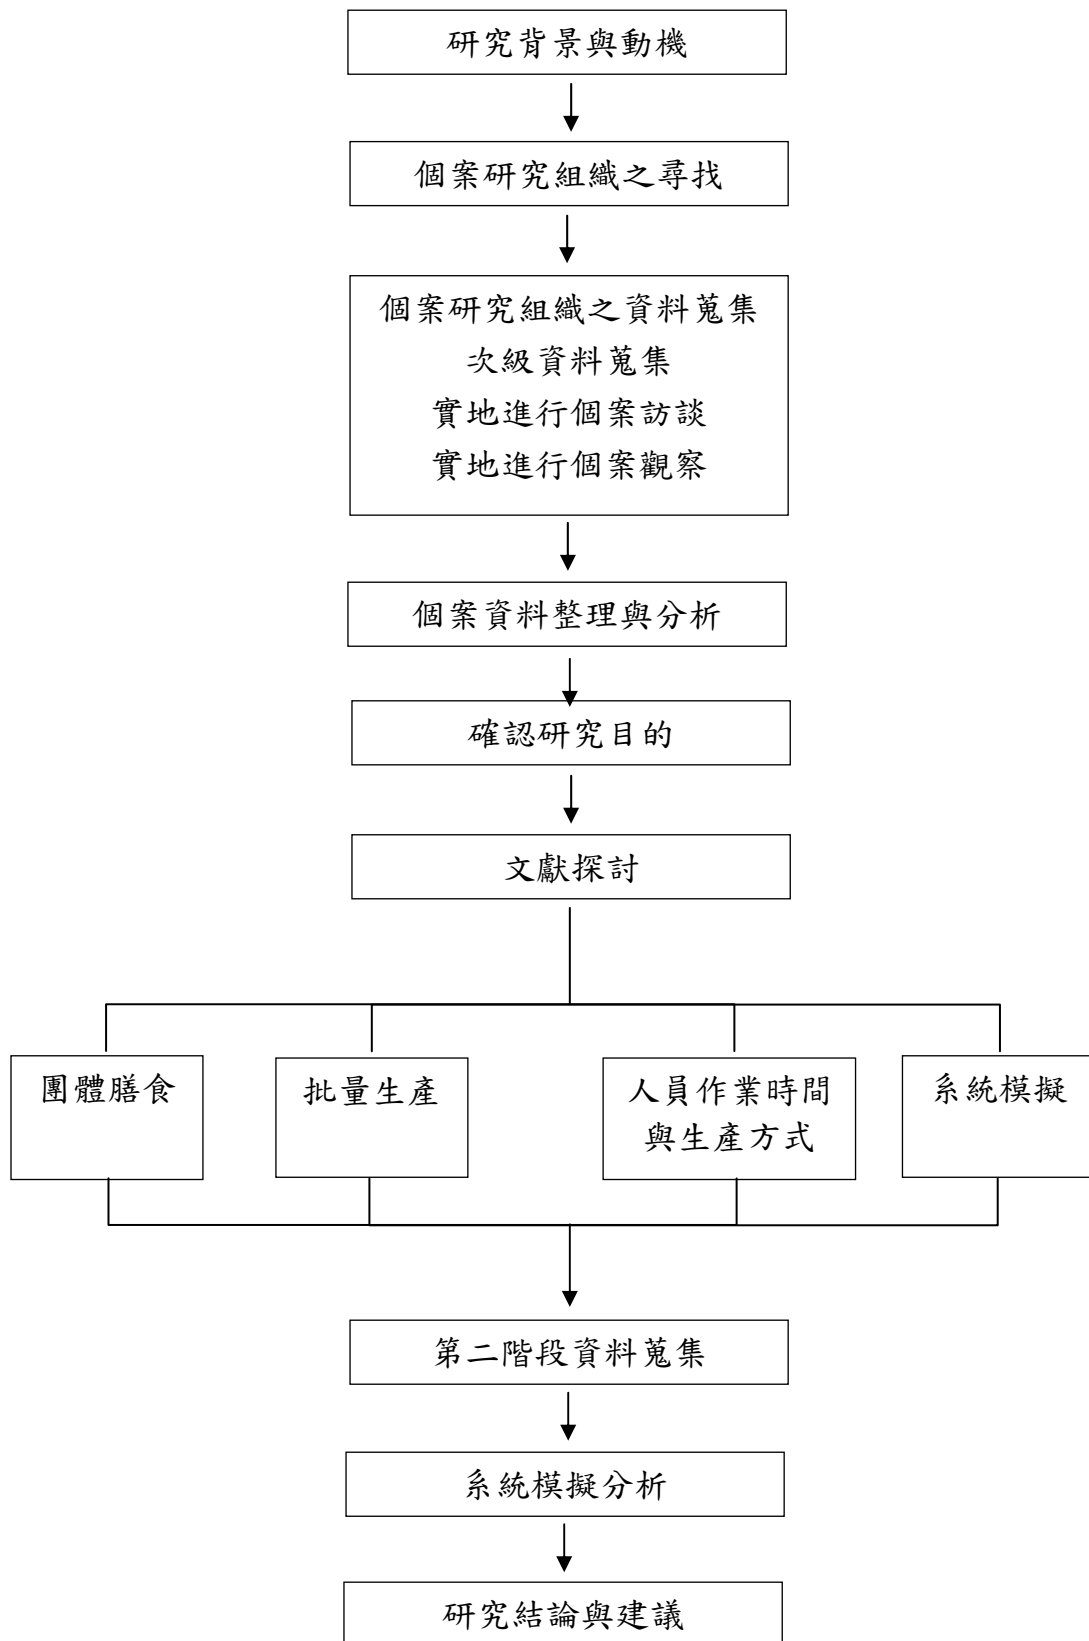 研究背景與動機
個案研究組織之尋找
個案研究組織之資料蒐集
次級資料蒐集
實地進行個案訪談
實地進行個案觀察
個案資料整理與分析
確認研究目的
文獻探討
團體膳食
批量生產
人員作業時間
與生產方式
系統模擬
第二階段資料蒐集
系統模擬分析
研究結論與建議